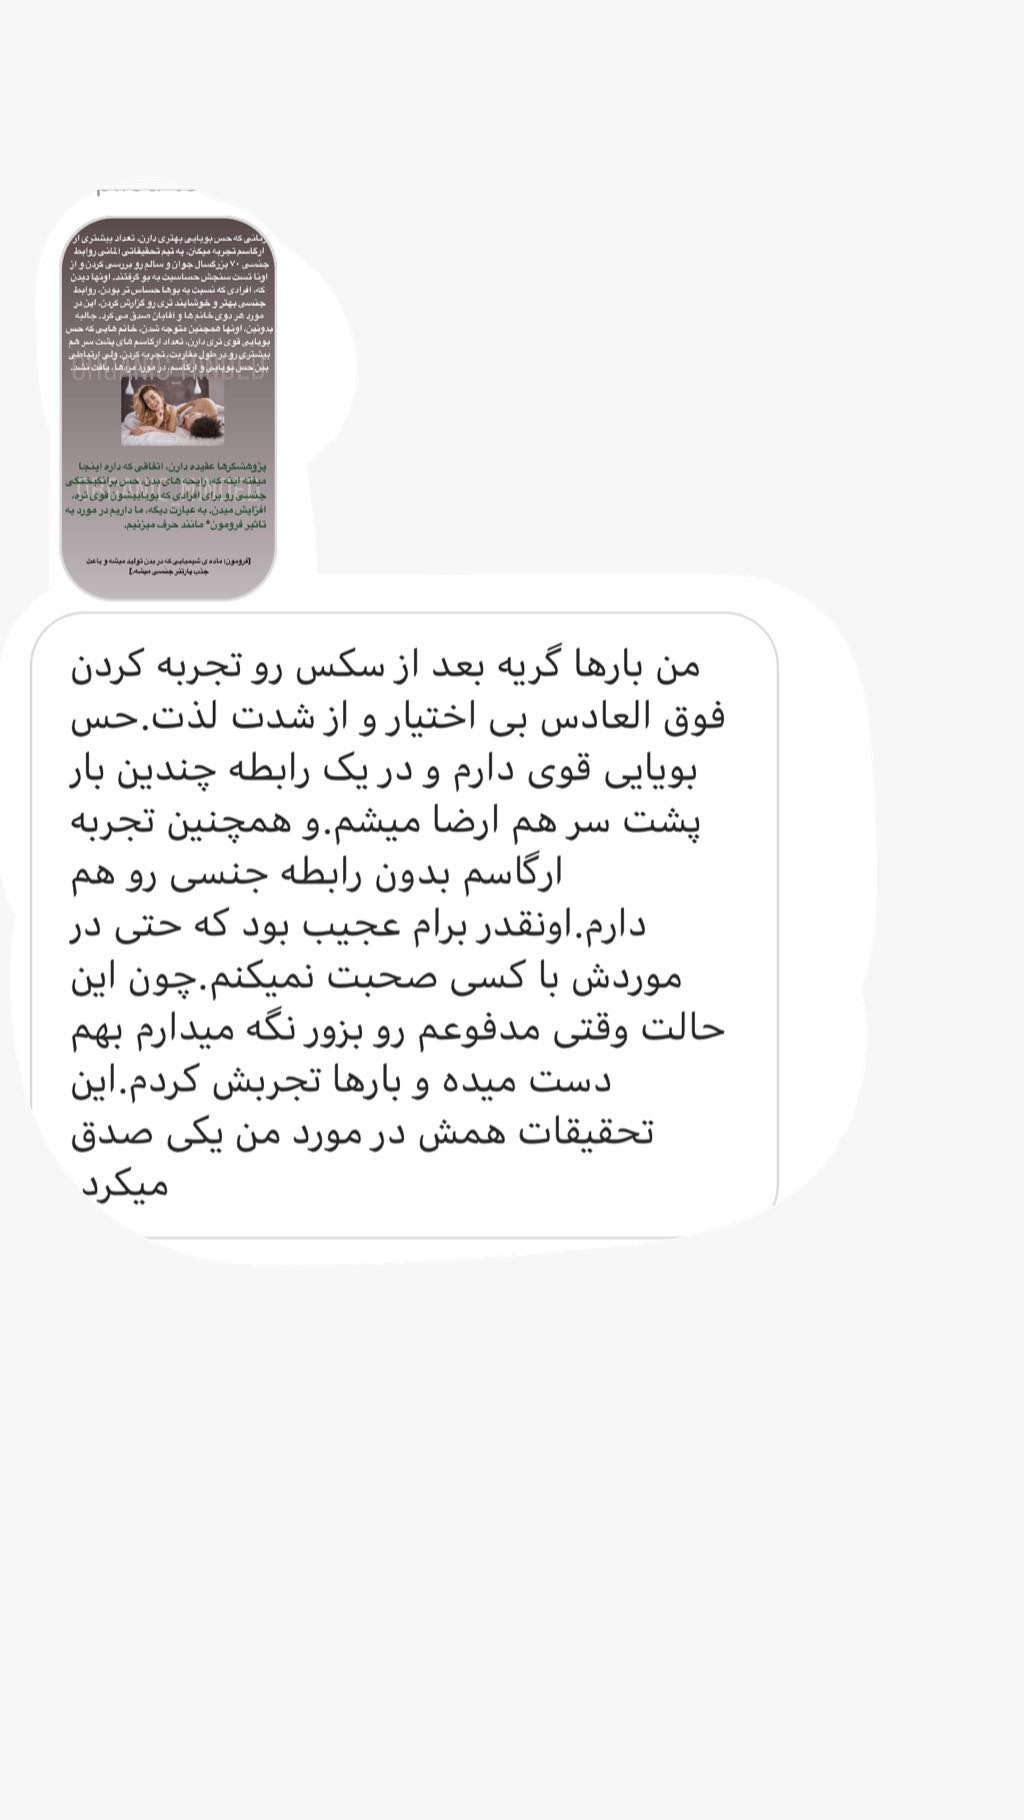 زنانی که حس بویایی بهتری دارن، تعداد بیشتری از
ارگاسم تجربه میکنن. یه تیم تحقیقاتی آلمانی روابط
جنسی ۷۰ بزرگسال جوان و سالم رو بررسی کردن و از
اونا تست سنجش حساسیت به بو گرفتند. اونها دیدن
که، افرادی که نسبت به بوها حساس تر بودن، روابط
جنسی بهتر و خوشایند تری رو گزارش کردن. این در
مورد هر دوی خانم ها و آقایان صدق می کرد. جالبه
بدونین، اونها همچنین متوجه شدن، خانم هایی که حس
بویایی قوی تری دارن، تعداد ارگاسم های پشت سر هم
بیشتری رو در طول مقاربت، تجربه کردن. ولی ارتباطی
بین حس بویایی و ارگاسم، در مورد مردها، یافت نشد.
ORGANIC_MINDED
پژوهشگرها عقیده دارن، اتفاقی که داره اینجا
میفته اینه که، رایحه های بدن، حس برانگیختگی
جنسی رو برای افرادی که بویاییشون قوی تره،
افزایش میدن. به عبارت دیگه، ما داریم در مورد یه
تاثیر فرومون* مانند حرف میزنیم.
ORGANIC_MINDED
[فرومون: ماده ی شیمیایی که در بدن تولید میشه و باعث
جذب پارتنر جنسی میشه.]
من بارها گریه بعد از سکس رو تجربه کردن
فوق العادس بی اختیار و از شدت لذت.حس
بویایی قوی دارم و در یک رابطه چندین بار
پشت سر هم ارضا میشم.و همچنین تجربه
ارگاسم بدون رابطه جنسی رو هم
دارم.اونقدر برام عجیب بود که حتی در
موردش با کسی صحبت نمیکنم.چون این
حالت وقتی مدفوعم رو بزور نگه میدارم بهم
دست میده و بارها تجربش کردم.این
تحقیقات همش در مورد من یکی صدق
میکرد